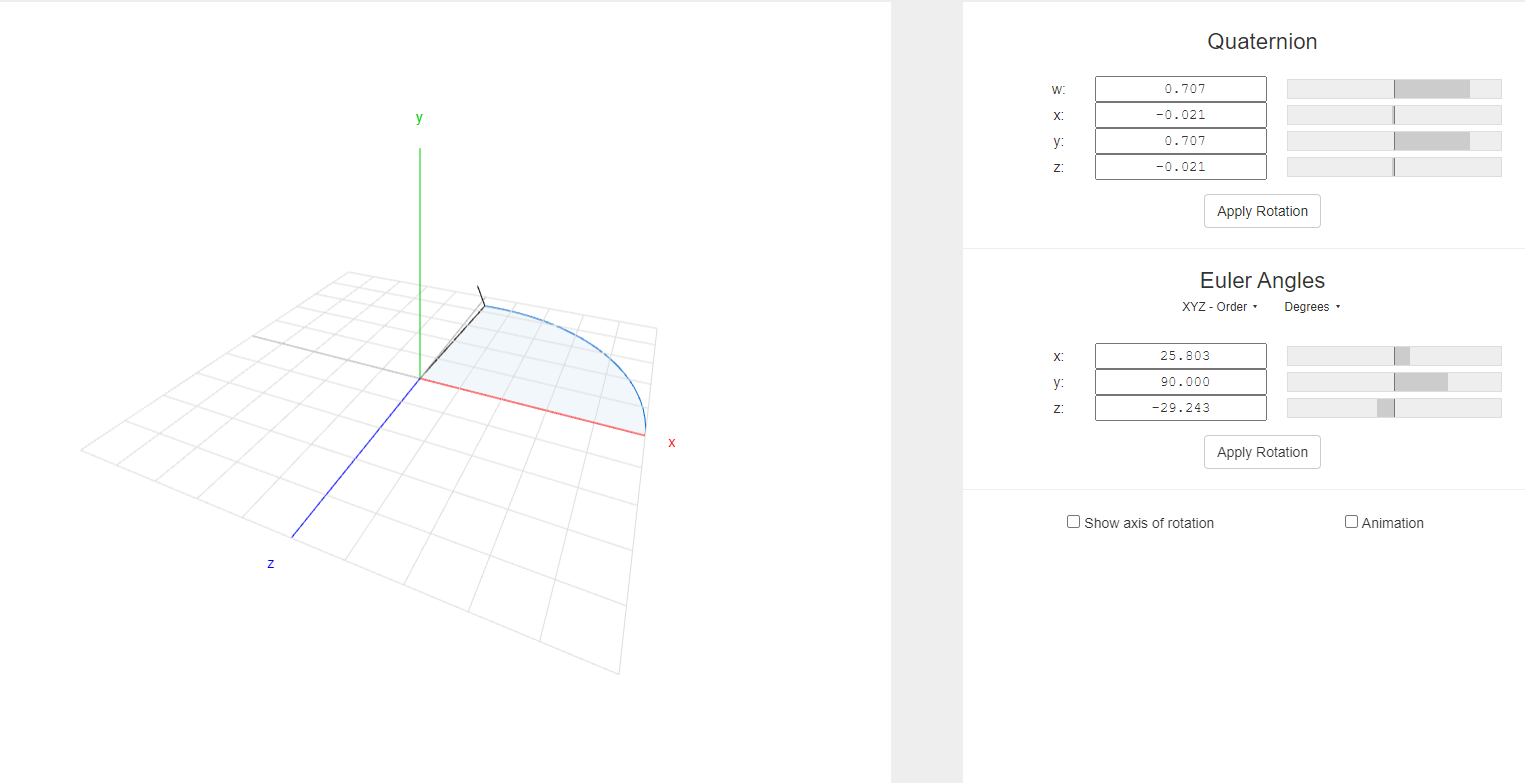 y
x
z
Quaternion
w: 0.707
x: -0.021
y: 0.707
z: -0.021
Apply Rotation
Euler Angles
XYZ - Order Degrees
x: 25.803
y: 90.000
z: -29.243
Apply Rotation
Show axis of rotation Animation